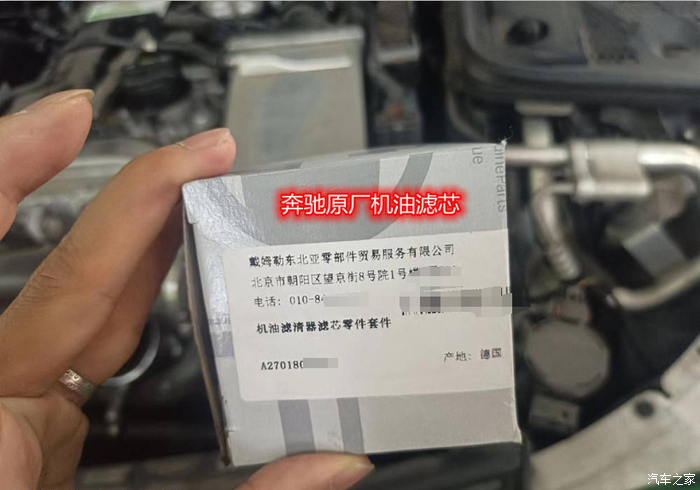 奔驰原厂机油滤芯
戴姆勒东北亚零部件贸易服务有限公司
北京市朝阳区望京街8号院1号楼
电话: 010-8
机油滤清器滤芯零件套件
A270180
产地: 德国
汽车之家